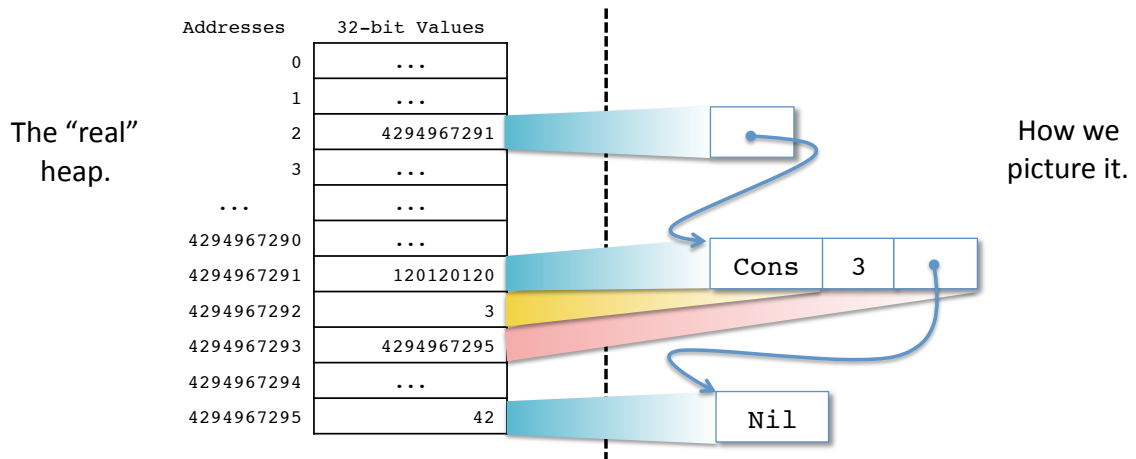 Addresses 32-bit Values
0 ...
1 ...
2 4294967291
3 ...
... ...
4294967290 ...
4294967291 120120120
4294967292 3
4294967293 4294967295
4294967294 ...
4294967295 42
The “real”
heap.
How we
picture it.
Cons 3
Nil